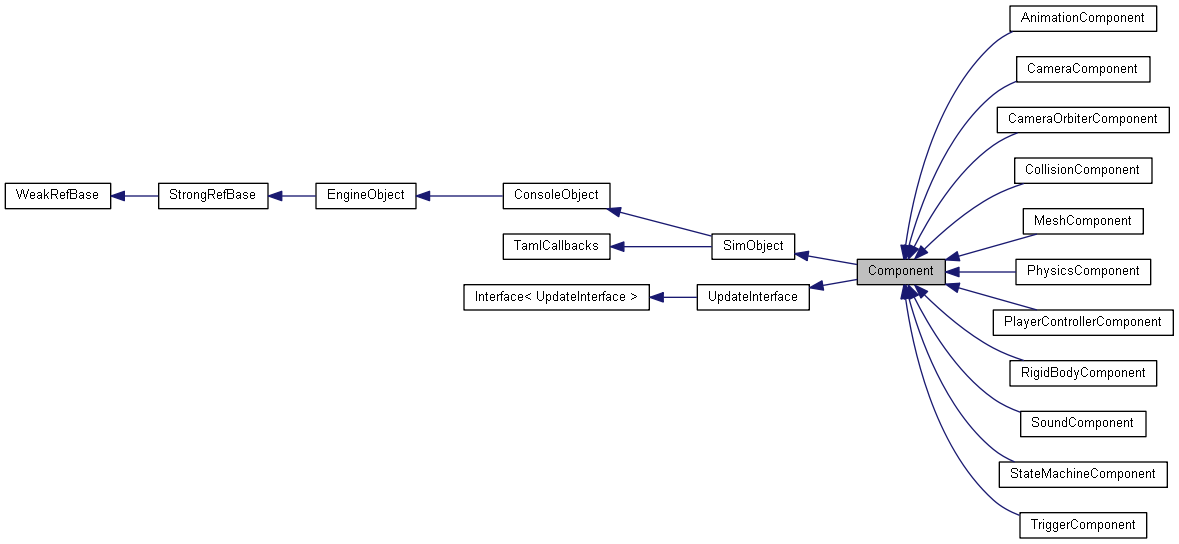 AnimationComponent
CameraComponent
CameraOrbiterComponent
CollisionComponent
WeakRefBase
StrongRefBase
EngineObject
ConsoleObject
MeshComponent
TamlCallbacks
SimObject
Component
PhysicsComponent
Interface< UpdateInterface >
UpdateInterface
PlayerControllerComponent
RigidBodyComponent
SoundComponent
StateMachineComponent
TriggerComponent